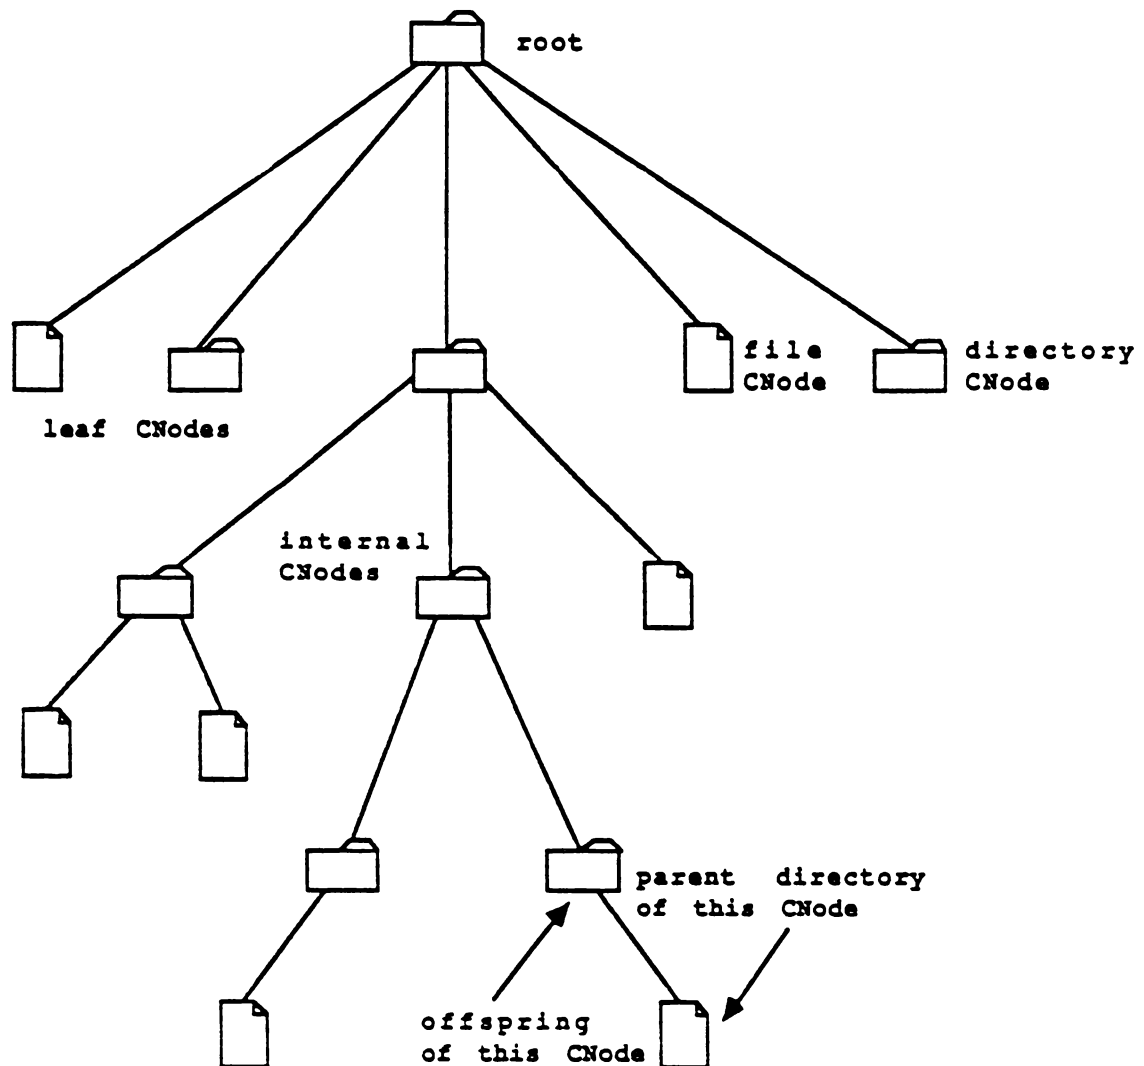 root
file
CNode
directory
CNode
leaf CNodes
internal
CNodes
parent directory
of this CNode
offspring
of this CNode